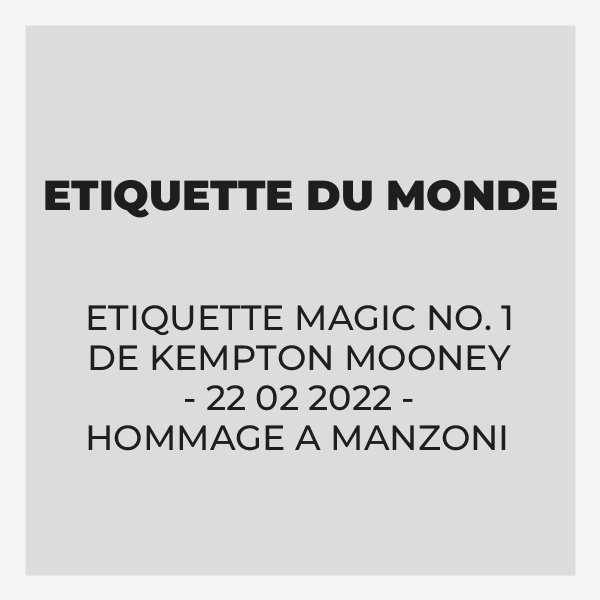 ETIQUETTE DU MONDE
ETIQUETTE MAGIC NO. 1
DE KEMPTON MOONEY
- 22 02 2022 -
HOMMAGE A MANZONI